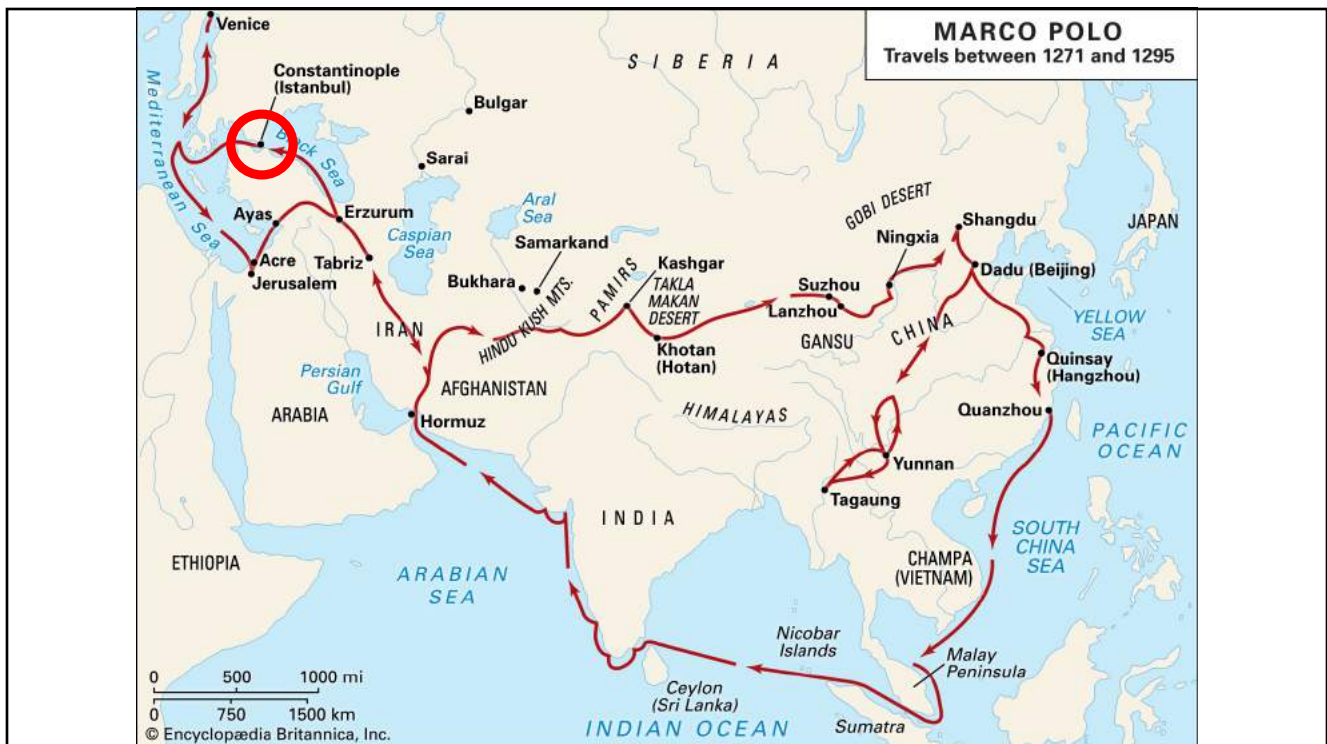 MARCO POLO
Travels between 1271 and 1295
Venice
SIBERIA
Constantinople
(Istanbul)
Bulgar
Mediterranean Sea
Black Sea
Sarai
Aral
Sea
GOBI DESERT
Shangdu
JAPAN
Ayas
Erzurum
Caspian
Sea
Samarkand
Ningxia
Acre
Jerusalem
Tabriz
Bukhara
PAMIRS
Kashgar
Suzhou
Dadu (Beijing)
HINDU KUSH MTS.
TAKLA
MAKAN
DESERT
Lanzhou
IRAN
CHINA
YELLOW
SEA
Khotan
(Hotan)
GANSU
Quinsay
(Hangzhou)
Persian
Gulf
AFGHANISTAN
ARABIA
Hormuz
HIMALAYAS
Quanzhou
PACIFIC
OCEAN
Yunnan
Tagaung
INDIA
ETHIOPIA
ARABIAN
SEA
CHAMPA
(VIETNAM)
SOUTH
CHINA
SEA
Nicobar
Islands
Malay
Peninsula
0 500 1000 mi
0 750 1500 km
Ceylon
(Sri Lanka)
Sumatra
INDIAN OCEAN
© Encyclopædia Britannica, Inc.